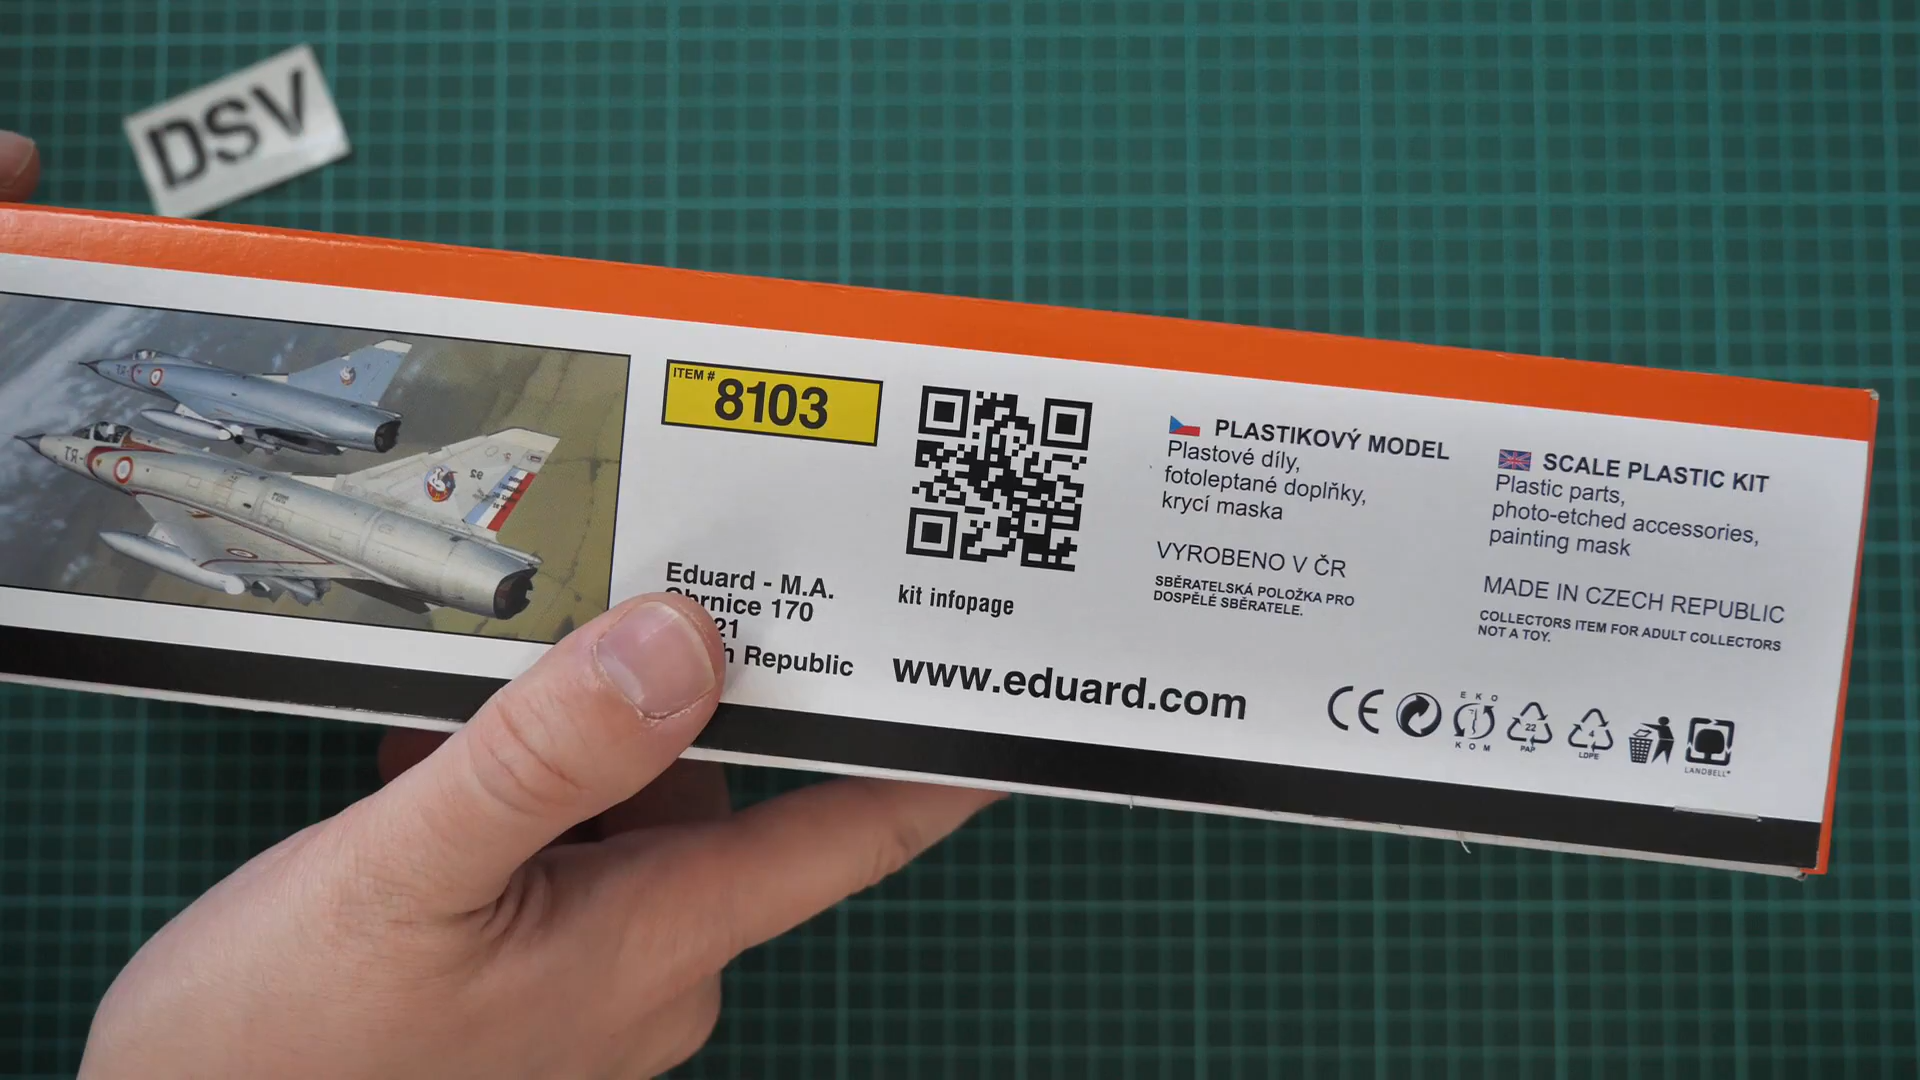 DSV
ITEM # 8103
Eduard - M.A.
Obrnice 170
21
Republic
kit infopage
www.eduard.com
PLASTIKOVÝ MODEL
Plastové díly,
fotoleptané doplňky,
krycí maska
VYROBENO V ČR
SBĚRATELSKÁ POLOŽKA PRO
DOSPĚLÉ SBĚRATELE.
SCALE PLASTIC KIT
Plastic parts,
photo-etched accessories,
painting mask
MADE IN CZECH REPUBLIC
COLLECTORS ITEM FOR ADULT COLLECTORS
NOT A TOY.
CE
EKO
KOM
22
PAP
4
LDPE
LANDBELL